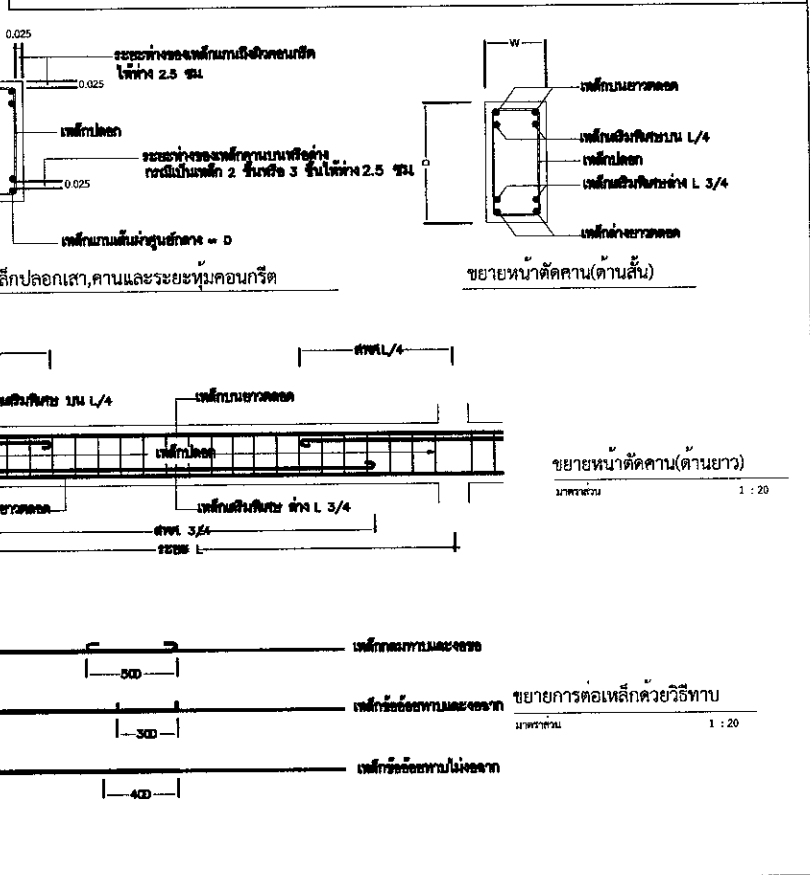 0.025
ระยะห่างของเหล็กแกนถึงผิวคอนกรีต
ให้ห่าง 2.5 ซม.
0.025
เหล็กปลอก
ระยะห่างของเหล็กคานบนหรือล่าง
กรณีเป็นเหล็ก 2 ชั้นหรือ 3 ชั้นให้ห่าง 2.5 ซม.
0.025
เหล็กแกนเส้นผ่าศูนย์กลาง = D
ล็กปลอกเสา,คานและระยะหุ้มคอนกรีต
W
D
เหล็กบนยาวตลอด
เหล็กเสริมพิเศษบน L/4
เหล็กปลอก
เหล็กเสริมพิเศษล่าง L 3/4
เหล็กล่างยาวตลอด
ขยายหน้าตัดคาน(ด้านสั้น)
L/4
สริมพิเศษ บน L/4
เหล็กบนยาวตลอด
เหล็กปลอก
ยาวตลอด
เหล็กเสริมพิเศษ ล่าง L 3/4
3/4
ระยะ L
ขยายหน้าตัดคาน(ด้านยาว)
มาตราส่วน 1 : 20
เหล็กกลมทาบและงอขอ
500
เหล็กข้ออ้อยทาบและงอฉาก
300
เหล็กข้ออ้อยทาบไม่งอฉาก
400
ขยายการต่อเหล็กด้วยวิธีทาบ
มาตราส่วน 1 : 20